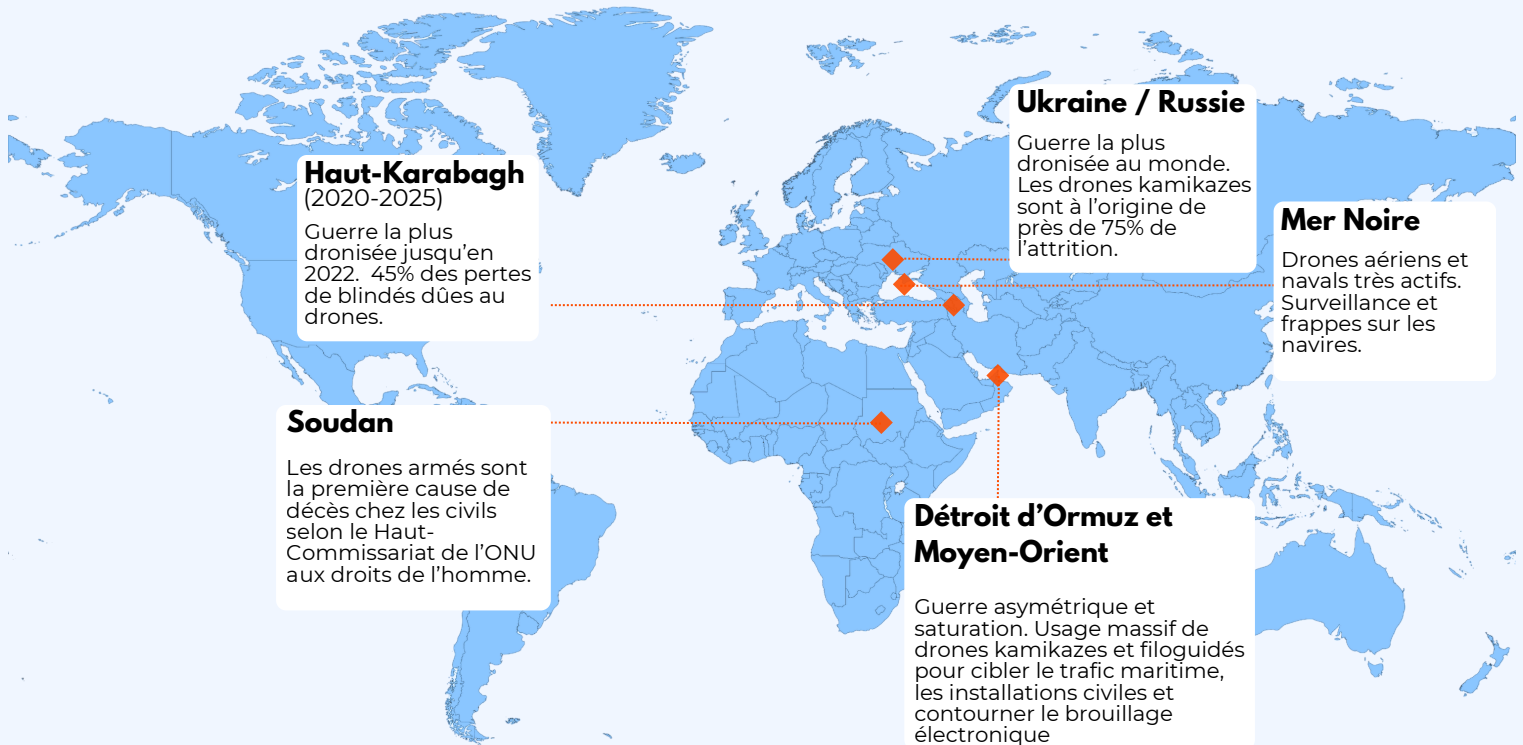 Haut-Karabagh
(2020-2025)
Guerre la plus
dronisée jusqu'en
2022.  45% des pertes
de blindés dûes au
drones.
Ukraine / Russie
Guerre la plus
dronisée au monde.
Les drones kamikazes
sont à l'origine de
près de 75% de
l'attrition.
Mer Noire
Drones aériens et
navals très actifs.
Surveillance et
frappes sur les
navires.
Soudan
Les drones armés sont
la première cause de
décès chez les civils
selon le Haut-
Commissariat de l'ONU
aux droits de l'homme.
Détroit d'Ormuz et
Moyen-Orient
Guerre asymétrique et
saturation. Usage massif de
drones kamikazes et filoguidés
pour cibler le trafic maritime,
les installations civiles et
contourner le brouillage
électronique